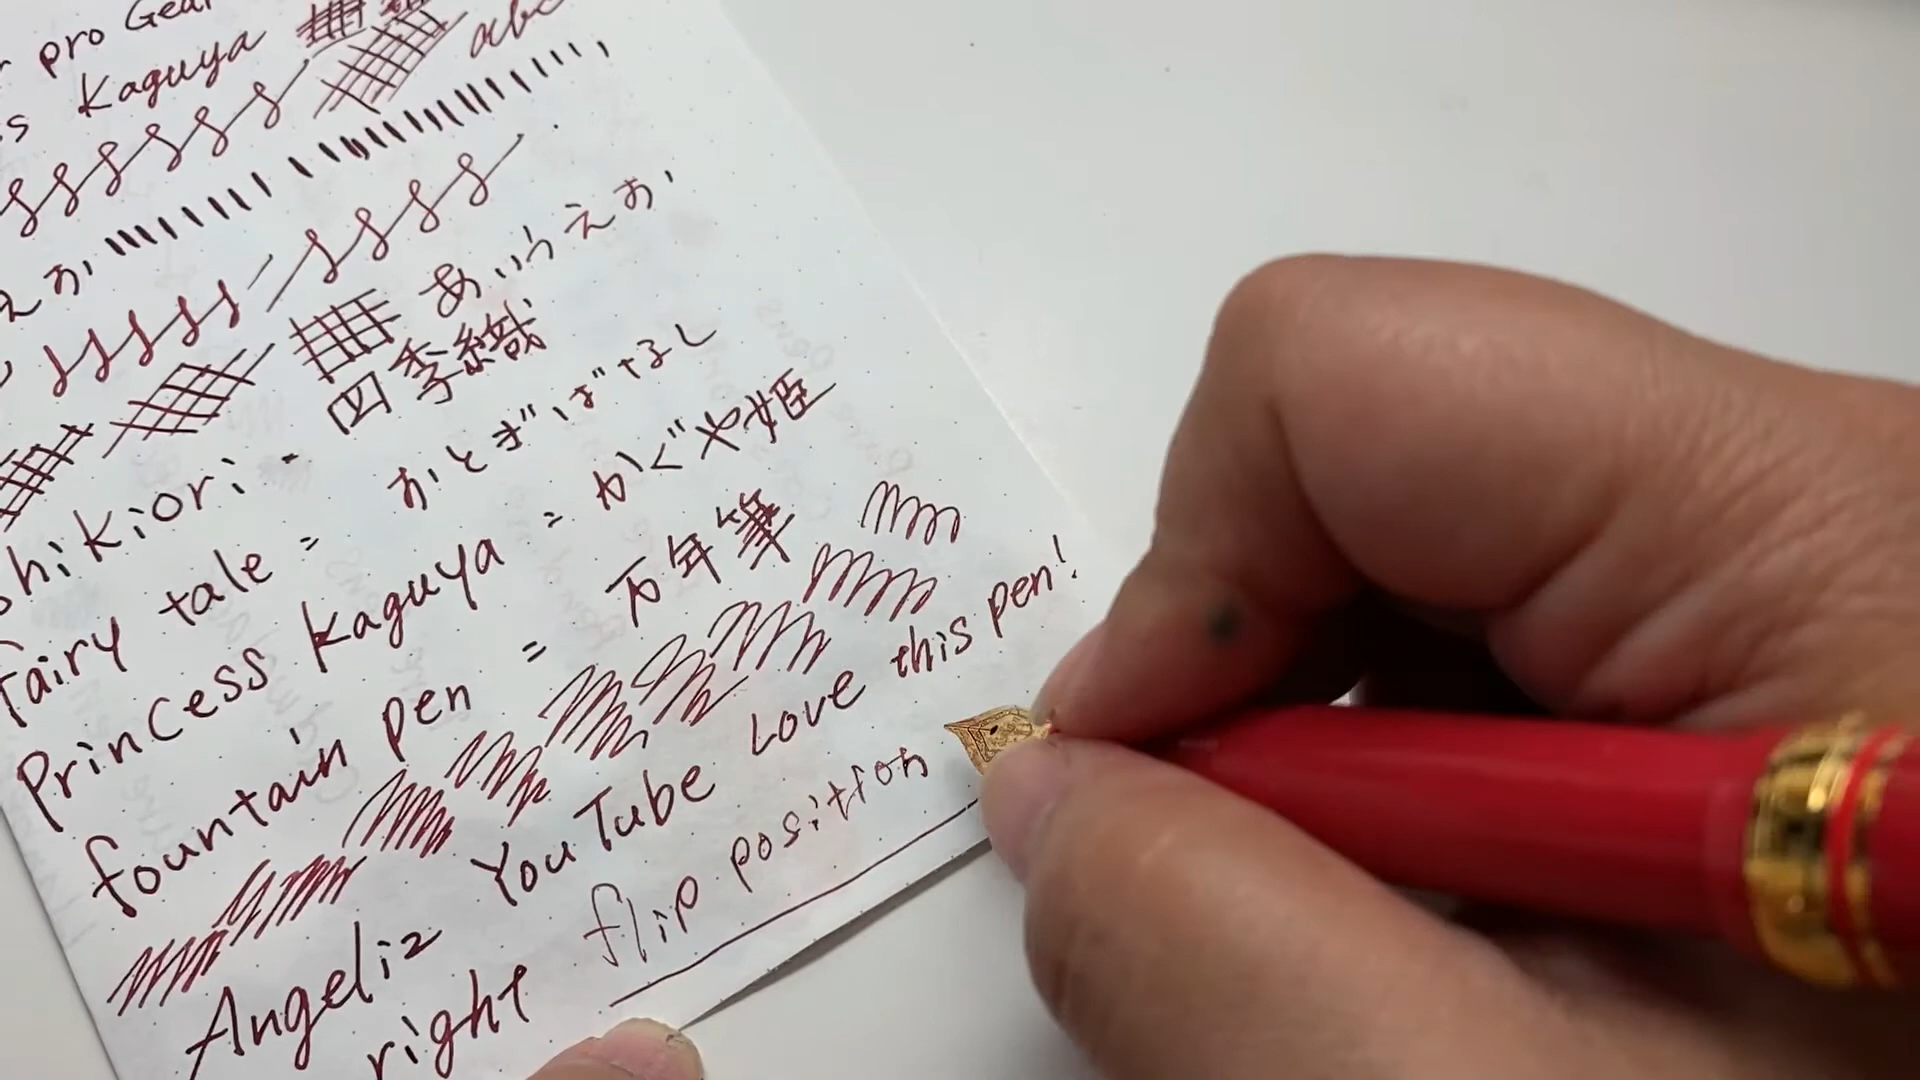 pro Gear
Kaguya
abc
えお
あいうえお
shikiori - 四季織
fairy tale = おとぎばなし
Princess Kaguya = かぐや姫
fountain pen = 万年筆
Angeliz YouTube Love this pen!
right flip position